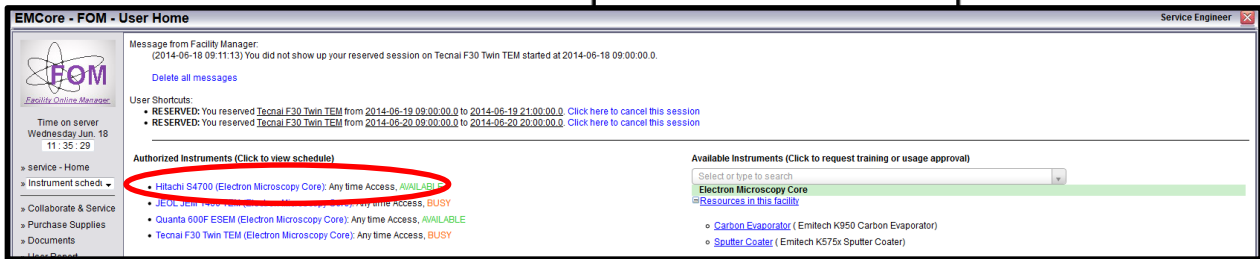 EMCore - FOM - User Home
Service Engineer
FOM
Facility Online Manager
Time on server
Wednesday Jun. 18
11 : 35 : 29
» service - Home
» Instrument schedu
» Collaborate & Service
» Purchase Supplies
» Documents
» User Report
Message from Facility Manager:
(2014-06-18 09:11:13) You did not show up your reserved session on Tecnai F30 Twin TEM started at 2014-06-18 09:00:00.0.
Delete all messages
User Shortcuts:
• RESERVED: You reserved Tecnai F30 Twin TEM from 2014-06-19 09:00:00.0 to 2014-06-19 21:00:00.0. Click here to cancel this session
• RESERVED: You reserved Tecnai F30 Twin TEM from 2014-06-20 09:00:00.0 to 2014-06-20 20:00:00.0. Click here to cancel this session
Authorized Instruments (Click to view schedule)
• Hitachi S4700 (Electron Microscopy Core): Any time Access, AVAILABLE
• JEOL JEM 1400 TEM (Electron Microscopy Core): Any time Access, BUSY
• Quanta 600F ESEM (Electron Microscopy Core): Any time Access, AVAILABLE
• Tecnai F30 Twin TEM (Electron Microscopy Core): Any time Access, BUSY
Available Instruments (Click to request training or usage approval)
Select or type to search
Electron Microscopy Core
Resources in this facility
Carbon Evaporator ( Emitech K950 Carbon Evaporator)
Sputter Coater ( Emitech K575x Sputter Coater)